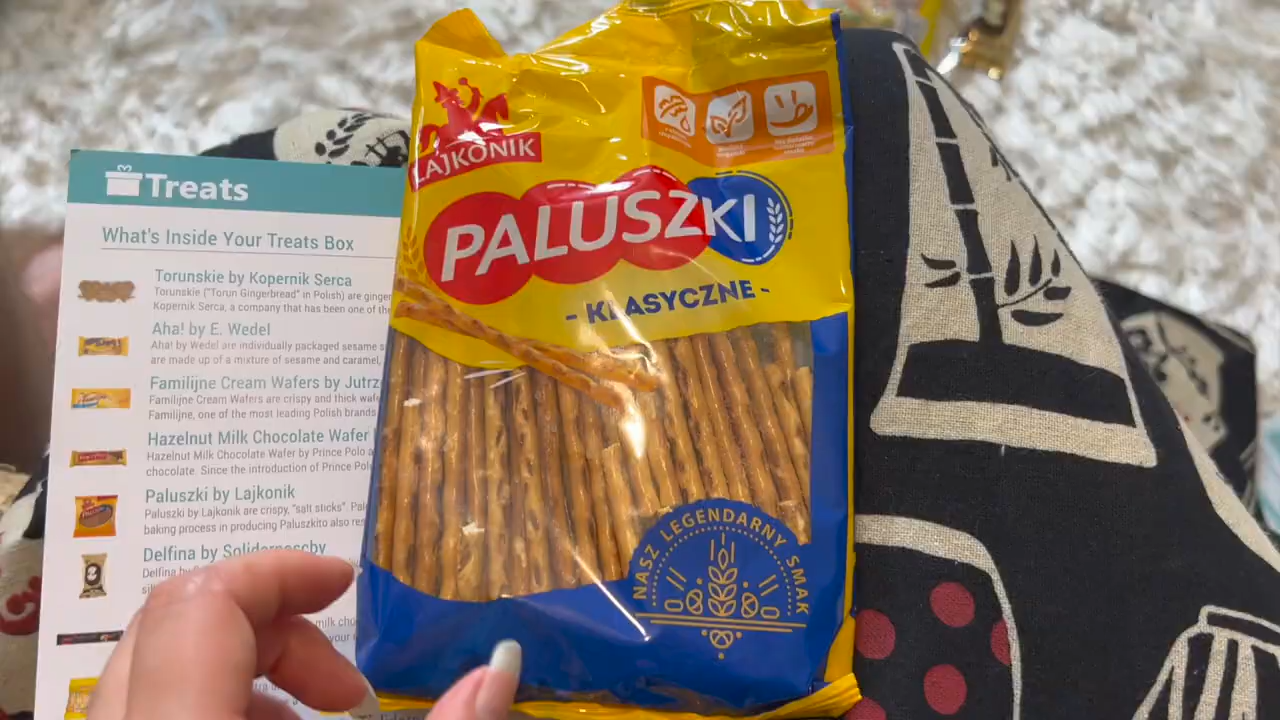 Treats
What's Inside Your Treats Box
Torunskie by Kopernik Serca
Torunskie ("Torun Gingerbread" in Polish) are ginger
Kopernik Serca, a company that has been one of the
Aha! by E. Wedel
Aha! by Wedel are individually packaged sesame s
are made up of a mixture of sesame and caramel,
Familijne Cream Wafers by Jutrz
Familijne Cream Wafers are crispy and thick wafe
Familijne, one of the most leading Polish brands
Hazelnut Milk Chocolate Wafer
Hazelnut Milk Chocolate Wafer by Prince Polo a
chocolate. Since the introduction of Prince Pol
Paluszki by Lajkonik
Paluszki by Lajkonik are crispy, "salt sticks". Pal
baking process in producing Paluszkito also res
Delfina by
Delfina by
milk cho
LAJKONIK
PALUSZKI
- KLASYCZNE -
NASZ LEGENDARNY SMAK